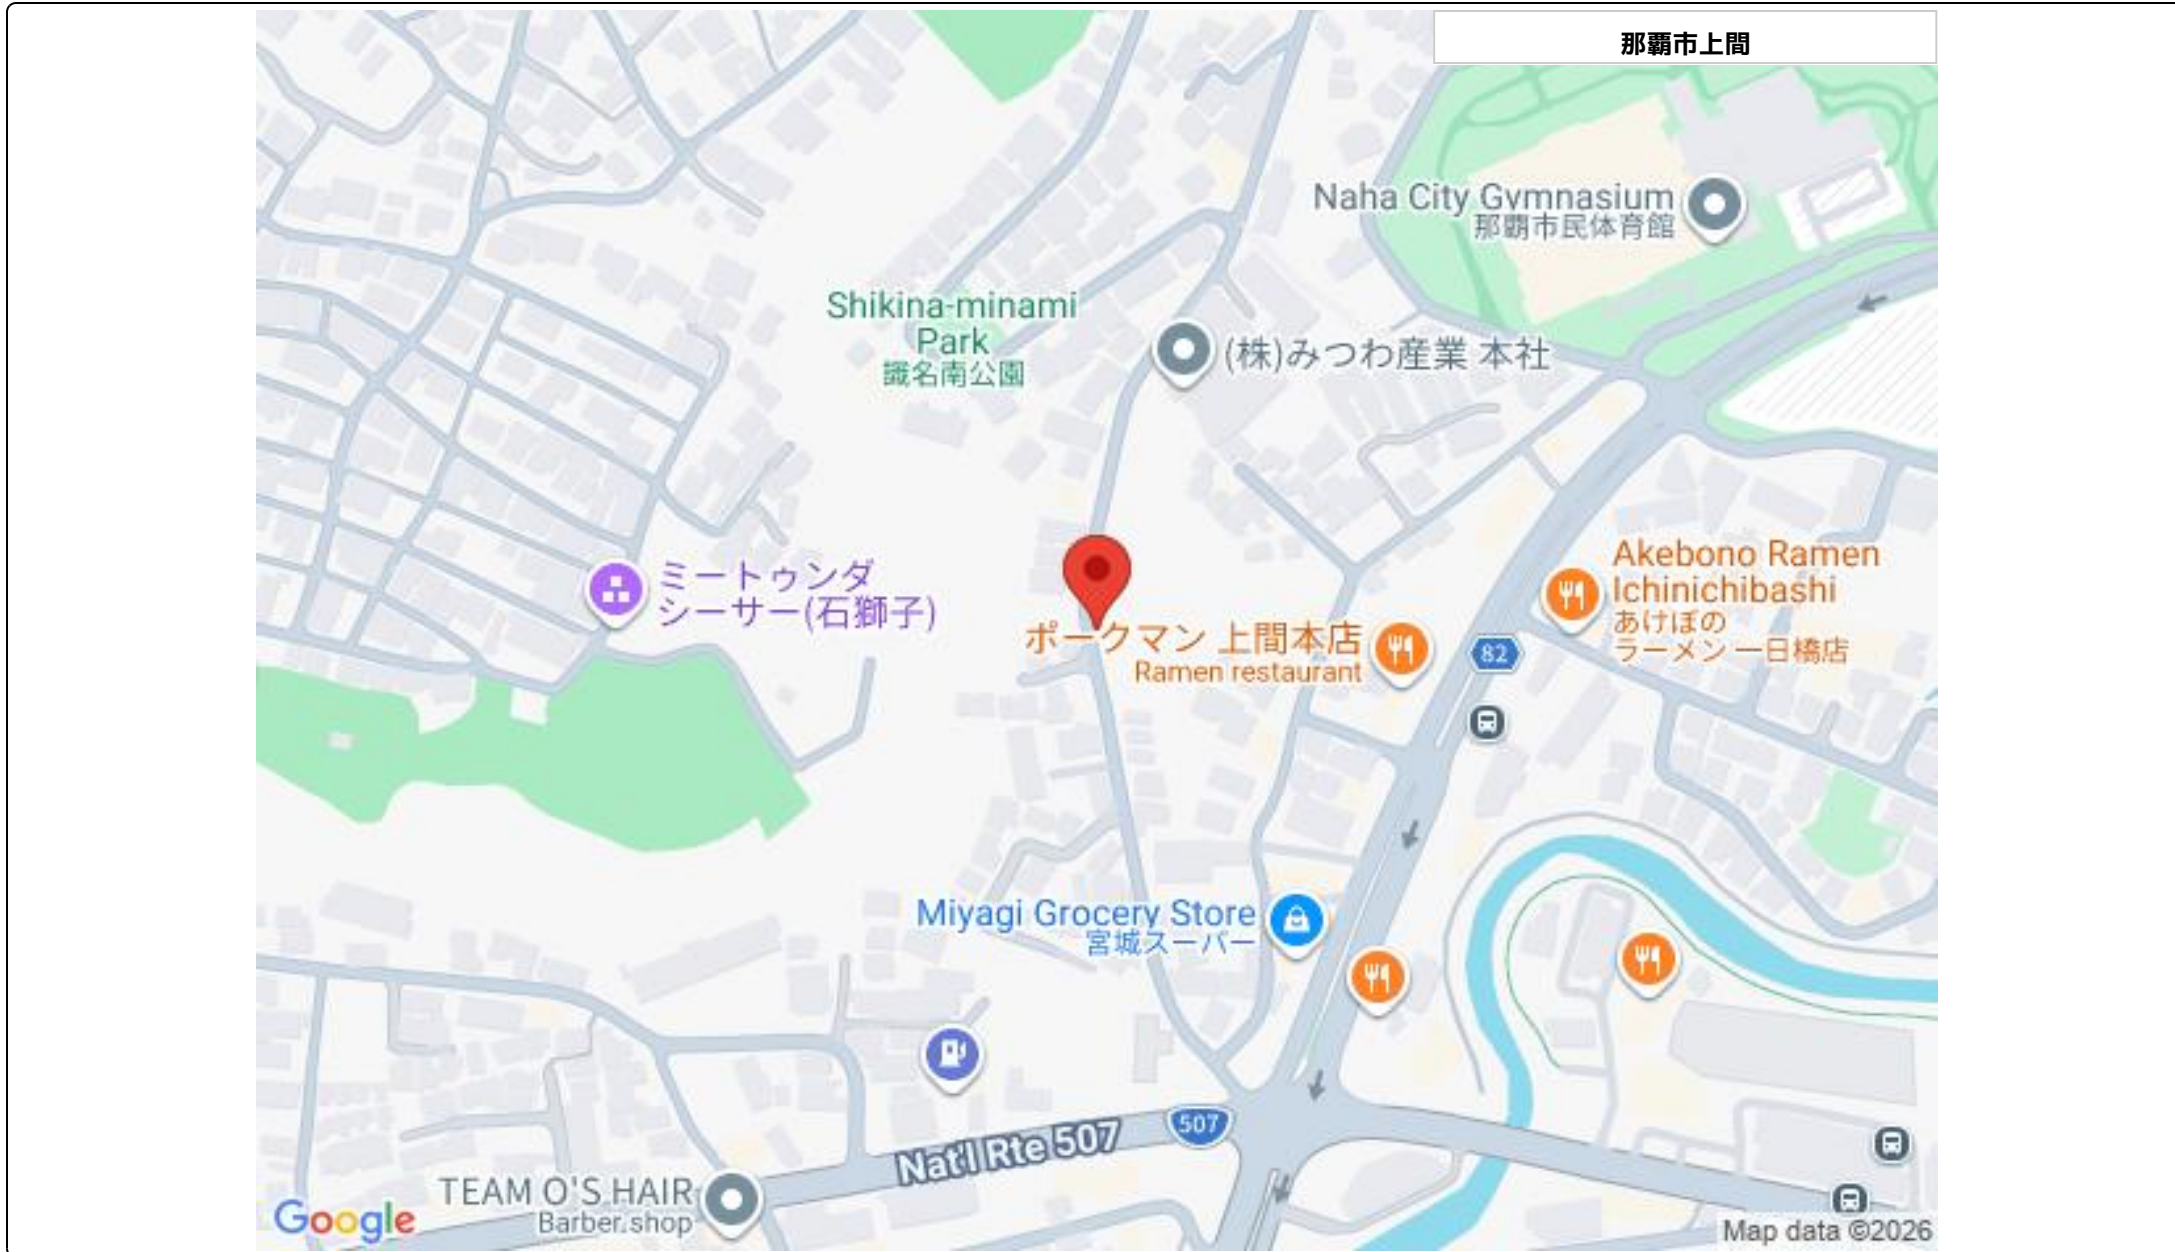 那覇市上間
Naha City Gymnasium
那覇市民体育館
Shikina-minami
Park
識名南公園
(株)みつわ産業 本社
Akebono Ramen
Ichinichibashi
あけぼの
ラーメン 一日橋店
ミートゥンダ
シーサー(石獅子)
ポークマン 上間本店
Ramen restaurant
82
Miyagi Grocery Store
宮城スーパー
507
Nat'l Rte 507
TEAM O'S HAIR
Barber shop
Google
Map data ©2026